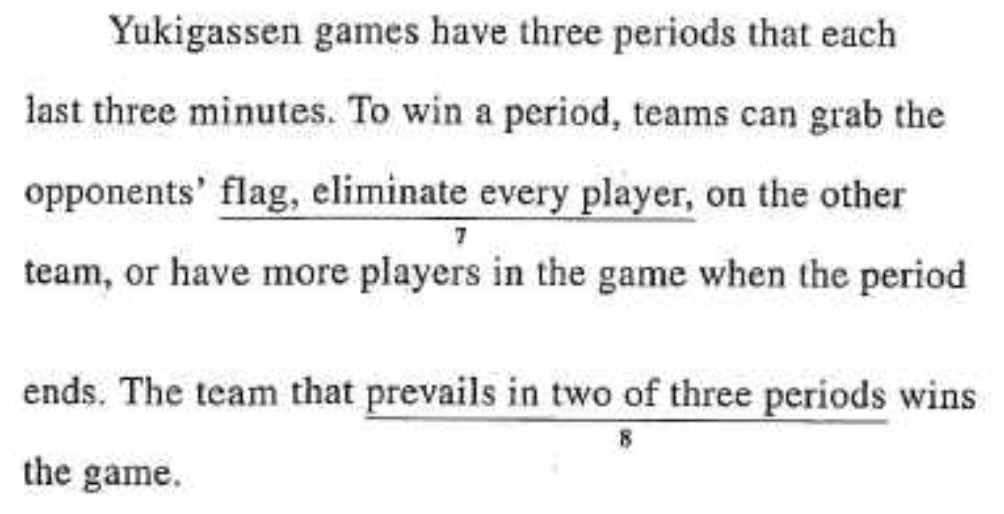 Yukigassen games have three periods that each
last three minutes. To win a period, teams can grab the
opponents' flag, eliminate every player, on the other
7
team, or have more players in the game when the period
ends. The team that prevails in two of three periods wins
8
the game.